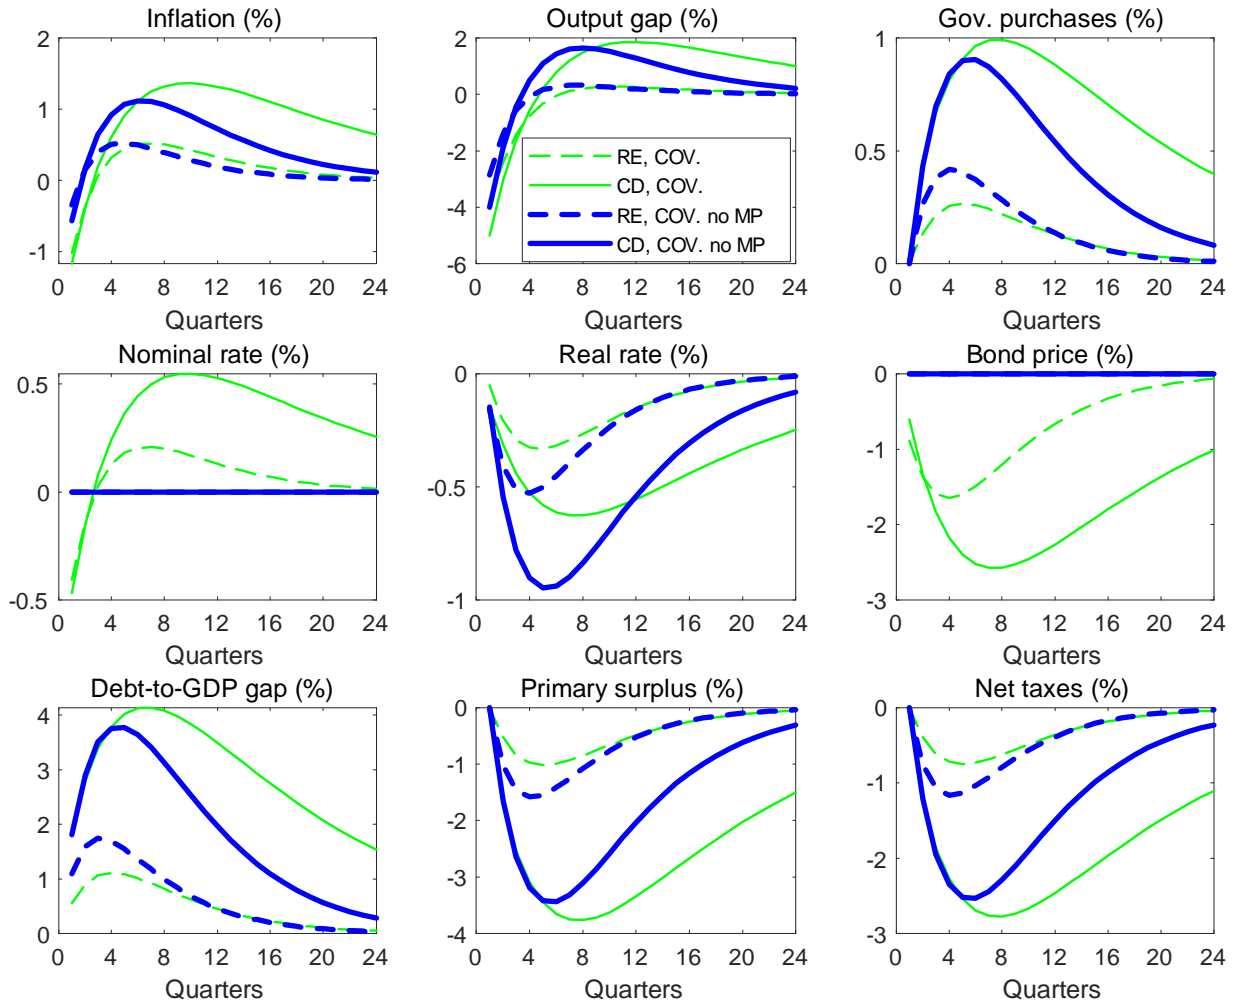 Inflation (%)
2
1
0
-1
0 4 8 12 16 20 24
Quarters
Output gap (%)
2
0
-2
-4
-6
RE, COV.
CD, COV.
RE, COV. no MP
CD, COV. no MP
0 4 8 12 16 20 24
Quarters
Gov. purchases (%)
1
0.5
0
0 4 8 12 16 20 24
Quarters
Nominal rate (%)
0.5
0
-0.5
0 4 8 12 16 20 24
Quarters
Real rate (%)
0
-0.5
-1
0 4 8 12 16 20 24
Quarters
Bond price (%)
0
-1
-2
-3
0 4 8 12 16 20 24
Quarters
Debt-to-GDP gap (%)
4
3
2
1
0
0 4 8 12 16 20 24
Quarters
Primary surplus (%)
0
-1
-2
-3
-4
0 4 8 12 16 20 24
Quarters
Net taxes (%)
0
-1
-2
-3
0 4 8 12 16 20 24
Quarters